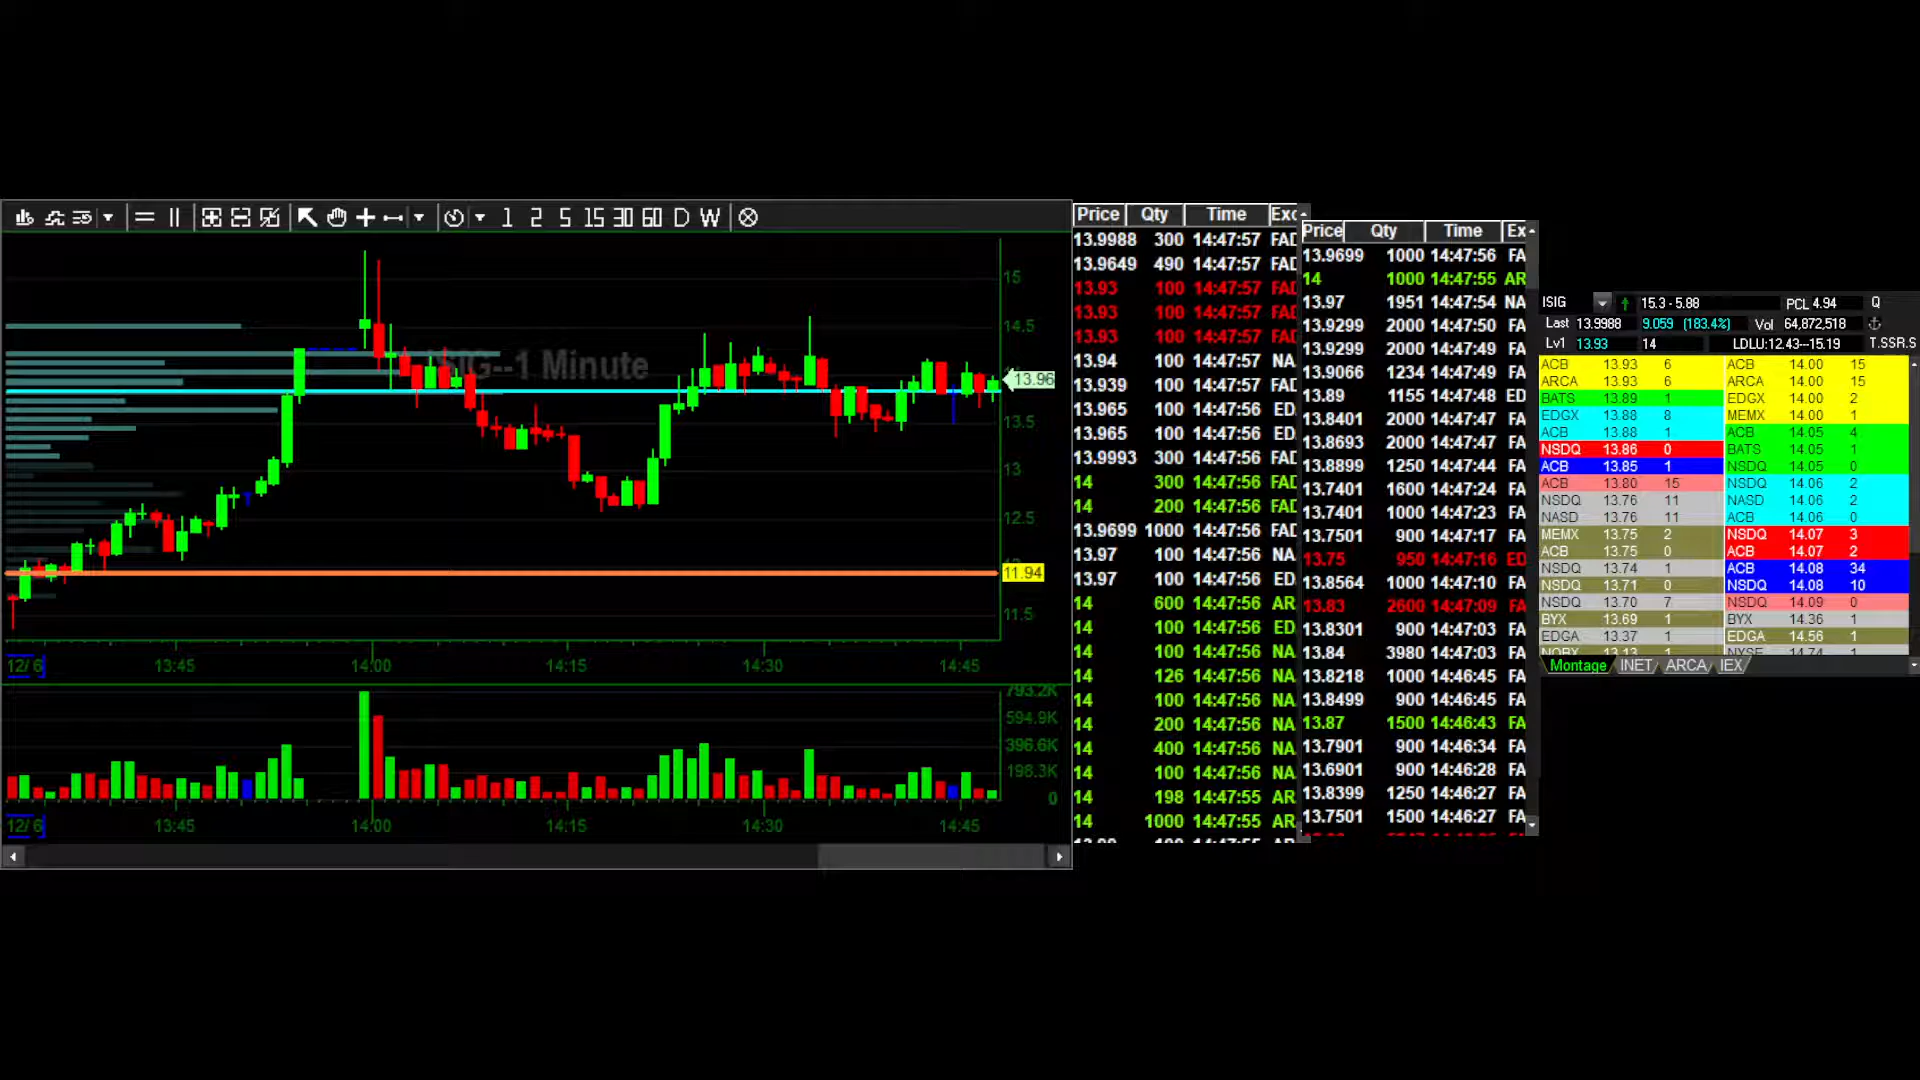 1 2 5 15 30 60 D W
ISIG--1 Minute
15
14.5
13.96
13.5
13
12.5
11.94
11.5
12/6 13:45 14:00 14:15 14:30 14:45
793.2K
594.9K
396.6K
198.3K
0
12/6 13:45 14:00 14:15 14:30 14:45
Price Qty Time Exc
13.9988 300 14:47:57 FAD
13.9649 490 14:47:57 FAD
13.93 100 14:47:57 FAD
13.93 100 14:47:57 FAD
13.93 100 14:47:57 FAD
13.94 100 14:47:57 NA
13.939 100 14:47:57 FAD
13.965 100 14:47:56 ED
13.965 100 14:47:56 ED
13.9993 300 14:47:56 FAD
14 300 14:47:56 FAD
14 200 14:47:56 FAD
13.9699 1000 14:47:56 FAD
13.97 100 14:47:56 NA
13.97 100 14:47:56 ED
14 600 14:47:56 AR
14 100 14:47:56 ED
14 100 14:47:56 NA
14 126 14:47:56 NA
14 100 14:47:56 NA
14 200 14:47:56 NA
14 400 14:47:56 NA
14 100 14:47:56 NA
14 198 14:47:55 AR
14 1000 14:47:55 AR
Price Qty Time Ex
13.9699 1000 14:47:56 FA
14 1000 14:47:55 AR
13.97 1951 14:47:54 NA
13.9299 2000 14:47:50 FA
13.9299 2000 14:47:49 FA
13.9066 1234 14:47:49 FA
13.89 1155 14:47:48 ED
13.8401 2000 14:47:47 FA
13.8693 2000 14:47:47 FA
13.8899 1250 14:47:44 FA
13.7401 1600 14:47:24 FA
13.7401 1000 14:47:23 FA
13.7501 900 14:47:17 FA
13.75 950 14:47:16 ED
13.8564 1000 14:47:10 FA
13.83 2600 14:47:09 FA
13.8301 900 14:47:03 FA
13.84 3980 14:47:03 FA
13.8218 1000 14:46:45 FA
13.8499 900 14:46:45 FA
13.87 1500 14:46:43 FA
13.7901 900 14:46:34 FA
13.6901 900 14:46:28 FA
13.8399 1250 14:46:27 FA
13.7501 1500 14:46:27 FA
ISIG 15.3 - 5.88 PCL 4.94 Q
Last 13.9988 9.059 (183.4%) Vol 64,872,518
Lv1 13.93 14 LDLU:12.43--15.19 T.SSR.S
ACB 13.93 6 ACB 14.00 15
ARCA 13.93 6 ARCA 14.00 15
BATS 13.89 1 EDGX 14.00 2
EDGX 13.88 8 MEMX 14.00 1
ACB 13.88 1 ACB 14.05 4
NSDQ 13.86 0 BATS 14.05 1
ACB 13.85 1 NSDQ 14.05 0
ACB 13.80 15 NSDQ 14.06 2
NSDQ 13.76 11 NASD 14.06 2
NASD 13.76 11 ACB 14.06 0
MEMX 13.75 2 NSDQ 14.07 3
ACB 13.75 0 ACB 14.07 2
NSDQ 13.74 1 ACB 14.08 34
NSDQ 13.71 0 NSDQ 14.08 10
NSDQ 13.70 7 NSDQ 14.09 0
BYX 13.69 1 BYX 14.36 1
EDGA 13.37 1 EDGA 14.56 1
NQBX 13.13 1 NYSE 14.74 1
Montage INET ARCA IEX